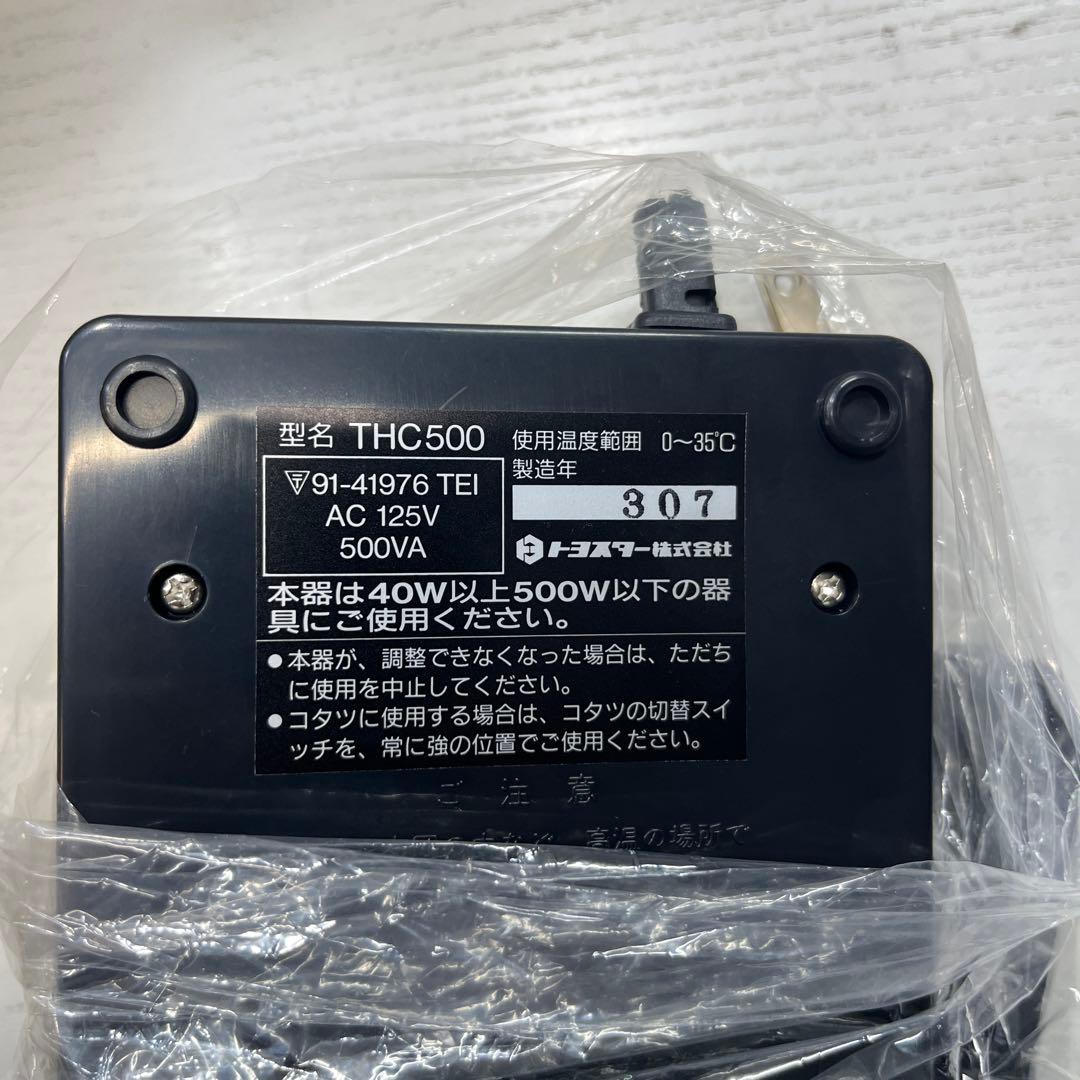 型名 THC500
使用温度範囲 0～35℃
製造年
307
〒91-41976 TEI
AC 125V
500VA
トヨスター株式会社
本器は40W以上500W以下の器
具にご使用ください。
●本器が、調整できなくなった場合は、ただち
に使用を中止してください。
●コタツに使用する場合は、コタツの切替スイ
ッチを、常に強の位置でご使用ください。
ご注意
高温の場所で